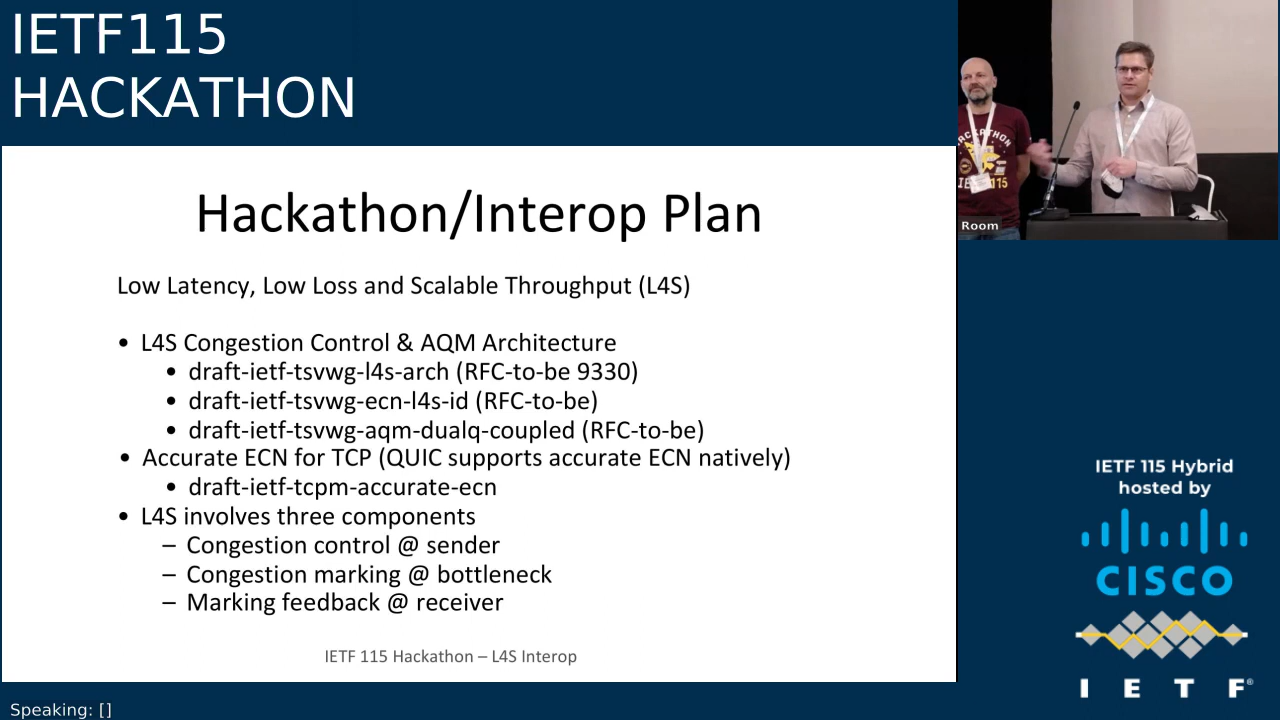 IETF115
HACKATHON
Hackathon/Interop Plan
Low Latency, Low Loss and Scalable Throughput (L4S)
• L4S Congestion Control & AQM Architecture
• draft-ietf-tsvwg-l4s-arch (RFC-to-be 9330)
• draft-ietf-tsvwg-ecn-l4s-id (RFC-to-be)
• draft-ietf-tsvwg-aqm-dualq-coupled (RFC-to-be)
• Accurate ECN for TCP (QUIC supports accurate ECN natively)
• draft-ietf-tcpm-accurate-ecn
• L4S involves three components
– Congestion control @ sender
– Congestion marking @ bottleneck
– Marking feedback @ receiver
IETF 115 Hackathon – L4S Interop
Speaking: []
Room
IETF 115 Hybrid
hosted by
CISCO
I E T F®